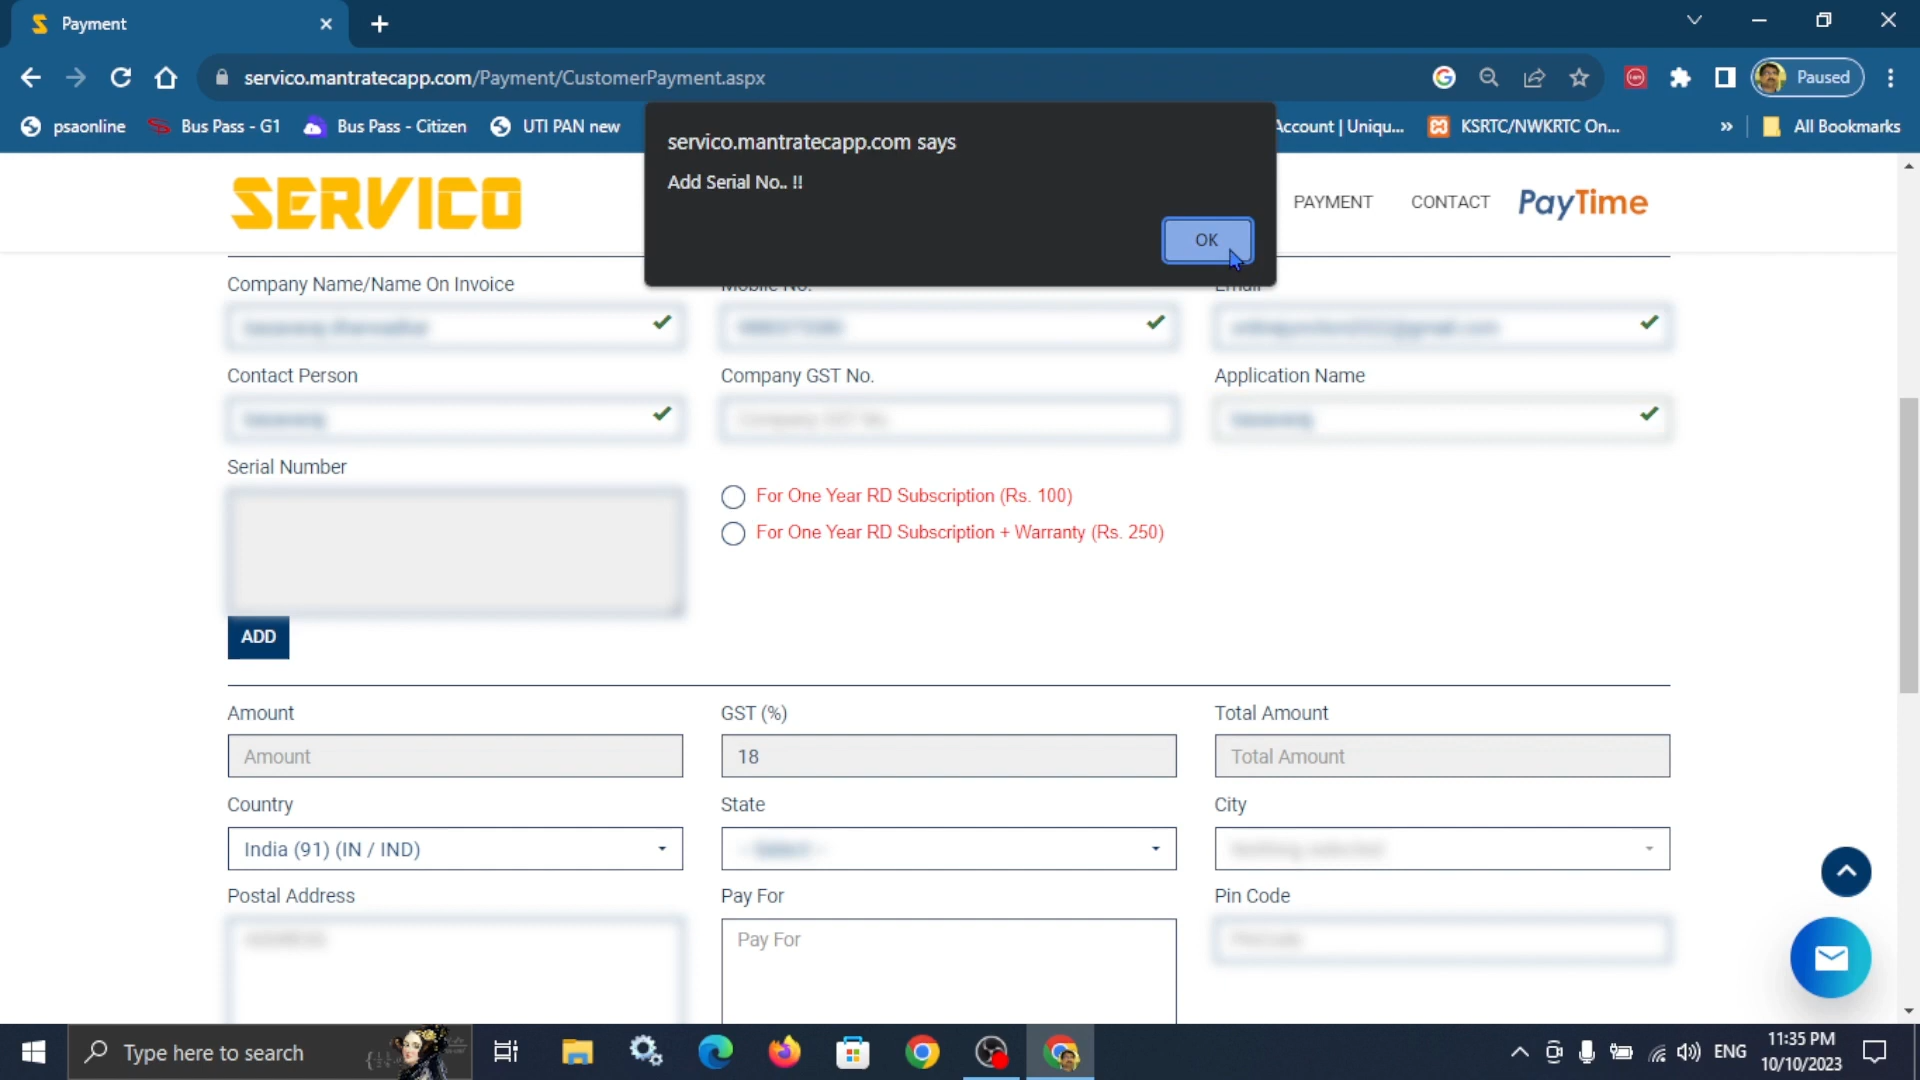 Payment
servico.mantratecapp.com/Payment/CustomerPayment.aspx
Paused
psaonline
Bus Pass - G1
Bus Pass - Citizen
UTI PAN new
Account | Uniqu...
KSRTC/NWKRTC On...
»
All Bookmarks
servico.mantratecapp.com says
Add Serial No.. !!
OK
SERVICO
PAYMENT
CONTACT
PayTime
Company Name/Name On Invoice
Mobile No.
Email
Contact Person
Company GST No.
Application Name
Serial Number
For One Year RD Subscription (Rs. 100)
For One Year RD Subscription + Warranty (Rs. 250)
ADD
Amount
GST (%)
Total Amount
Amount
18
Total Amount
Country
State
City
India (91) (IN / IND)
Postal Address
Pay For
Pin Code
Pay For
Type here to search
ENG
11:35 PM
10/10/2023